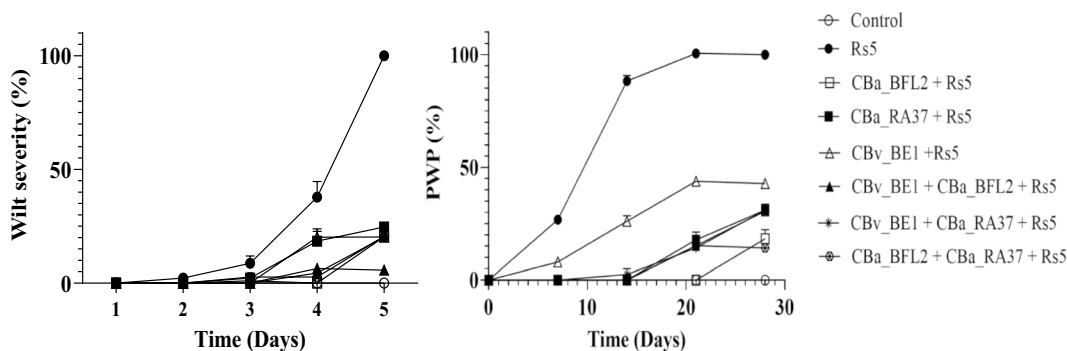 Wilt severity (%)
100
50
0
1 2 3 4 5
Time (Days)
PWP (%)
100
50
0
0 10 20 30
Time (Days)
Control
Rs5
CBa_BFL2 + Rs5
CBa_RA37 + Rs5
CBv_BE1 +Rs5
CBv_BE1 + CBa_BFL2 + Rs5
CBv_BE1 + CBa_RA37 + Rs5
CBa_BFL2 + CBa_RA37 + Rs5